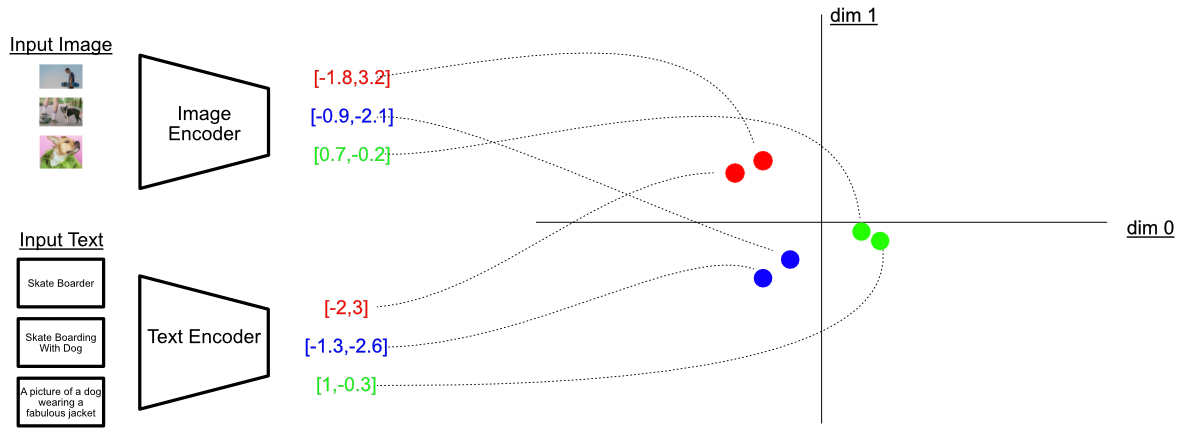 Input Image
Image
Encoder
[-1.8,3.2]
[-0.9,-2.1]
[0.7,-0.2]
dim 1
dim 0
Input Text
Skate Boarder
Skate Boarding
With Dog
A picture of a dog
wearing a
fabulous jacket
Text Encoder
[-2,3]
[-1.3,-2.6]
[1,-0.3]